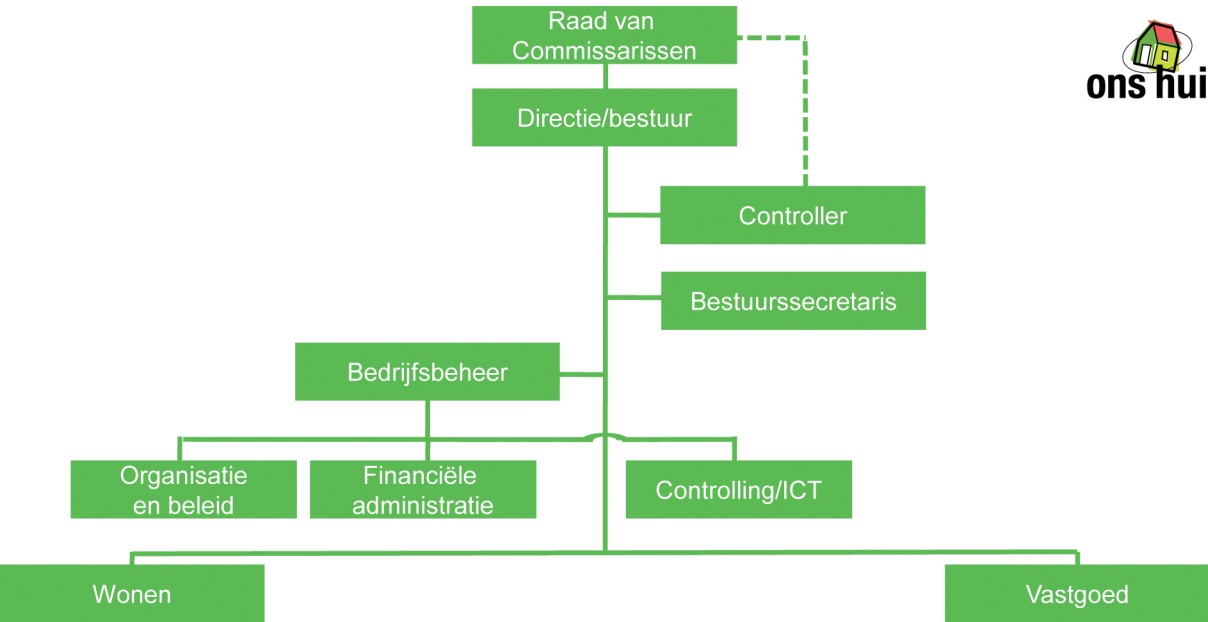 Raad van
Commissarissen
ons hui
Directie/bestuur
Controller
Bestuurssecretaris
Bedrijfsbeheer
Organisatie
en beleid
Financiële
administratie
Controlling/ICT
Wonen
Vastgoed